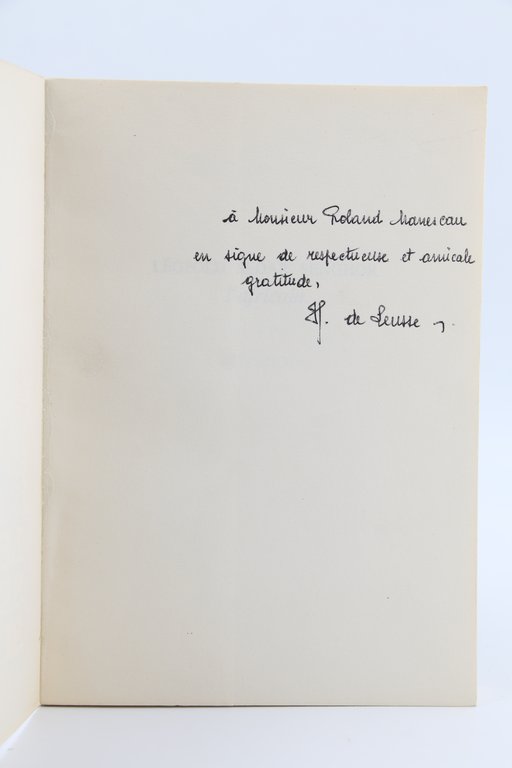 à Monsieur Roland Manescau
en signe de respectueuse et amicale
gratitude,
H. de Leusse